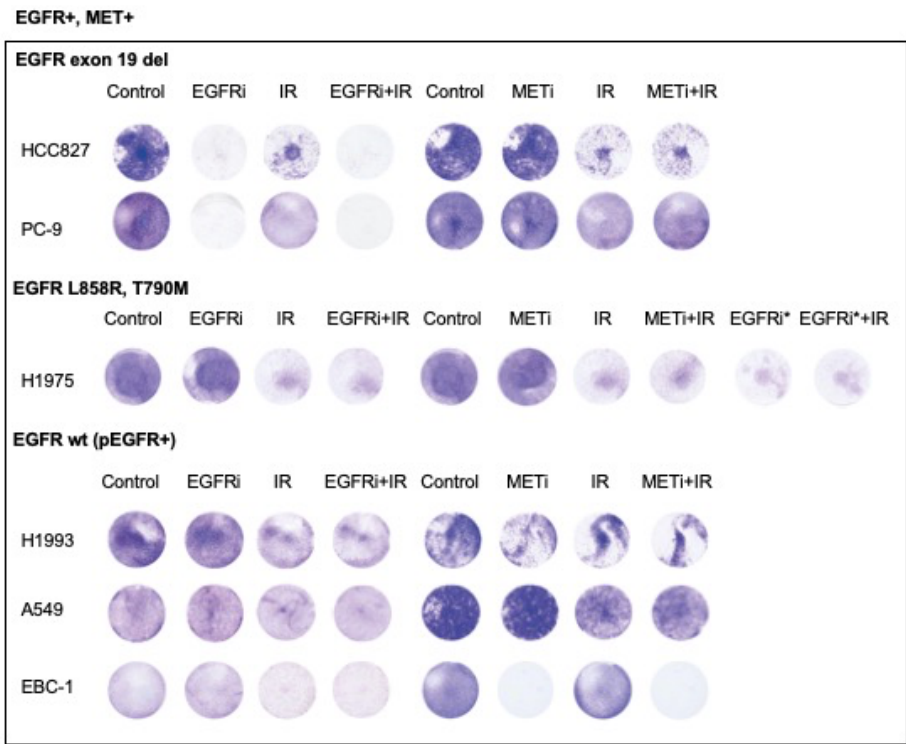 EGFR+, MET+
EGFR exon 19 del
Control EGFRi IR EGFRi+IR Control METi IR METi+IR
HCC827
PC-9
EGFR L858R, T790M
Control EGFRi IR EGFRi+IR Control METi IR METi+IR EGFRi* EGFRi*+IR
H1975
EGFR wt (pEGFR+)
Control EGFRi IR EGFRi+IR Control METi IR METi+IR
H1993
A549
EBC-1